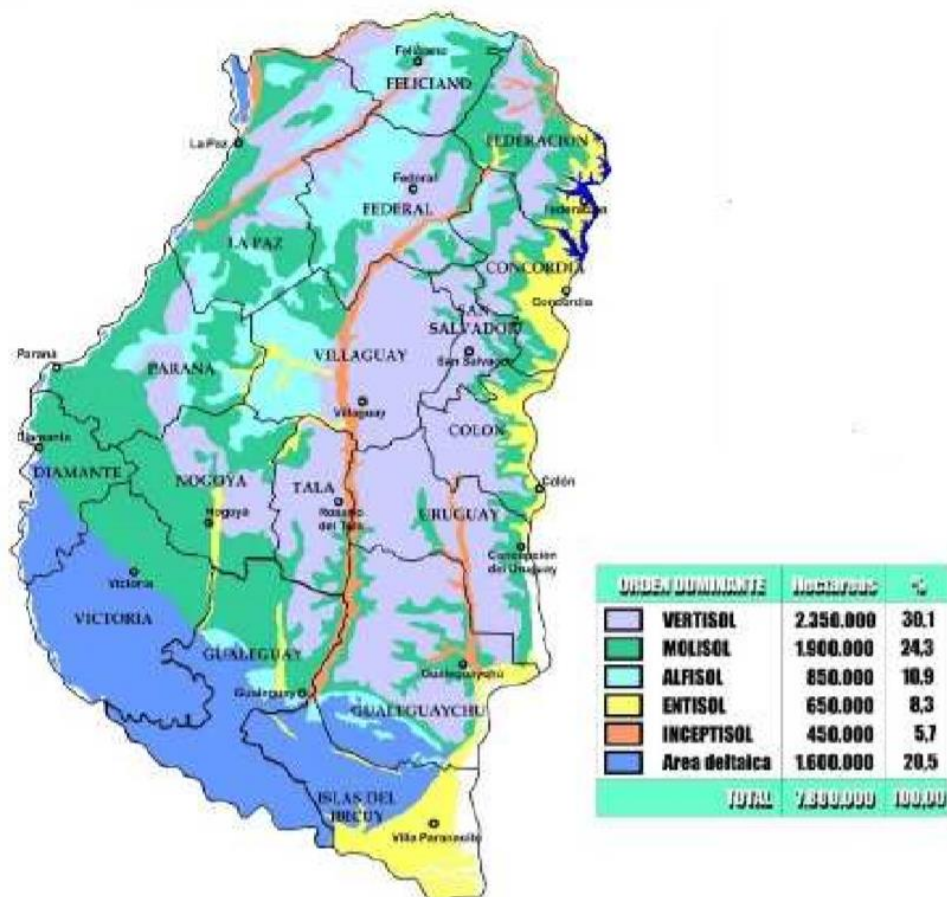 Feliciano
FELICIANO
La Paz
FEDERACION
Federal
FEDERAL
Federacion
LA PAZ
CONCORDIA
Concordia
SAN
SALVADOR
San Salvador
Paraná
PARANA
VILLAGUAY
Villaguay
COLON
Diamante
DIAMANTE
NOGOYA
TALA
Colón
Nogoyá
Rosario
del Tala
URUGUAY
Concepción
del Uruguay
Victoria
VICTORIA
GUALEGUAY
Gualeguaychú
Gualeguay
GUALEGUAYCHU
ISLAS DEL
IBICUY
Villa Paranacito
ORDEN DOMINANTE Hectareas %
VERTISOL 2.350.000 30,1
MOLISOL 1.900.000 24,3
ALFISOL 850.000 10,9
ENTISOL 650.000 8,3
INCEPTISOL 450.000 5,7
Area deltaica 1.600.000 20,5
TOTAL 7.800.000 100,00